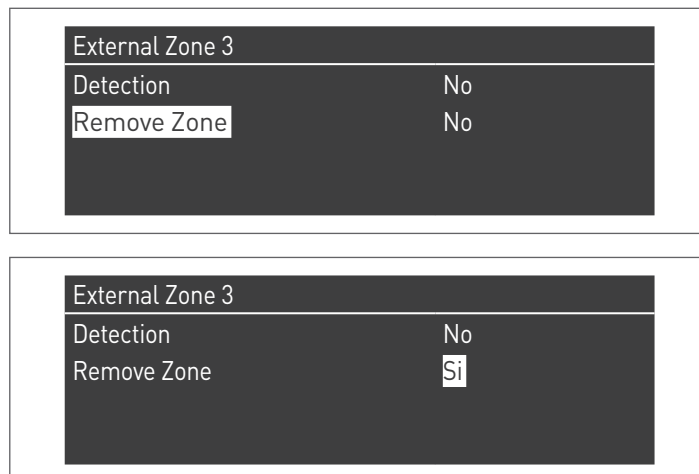 External Zone 3
Detection No
Remove Zone No
External Zone 3
Detection No
Remove Zone Si